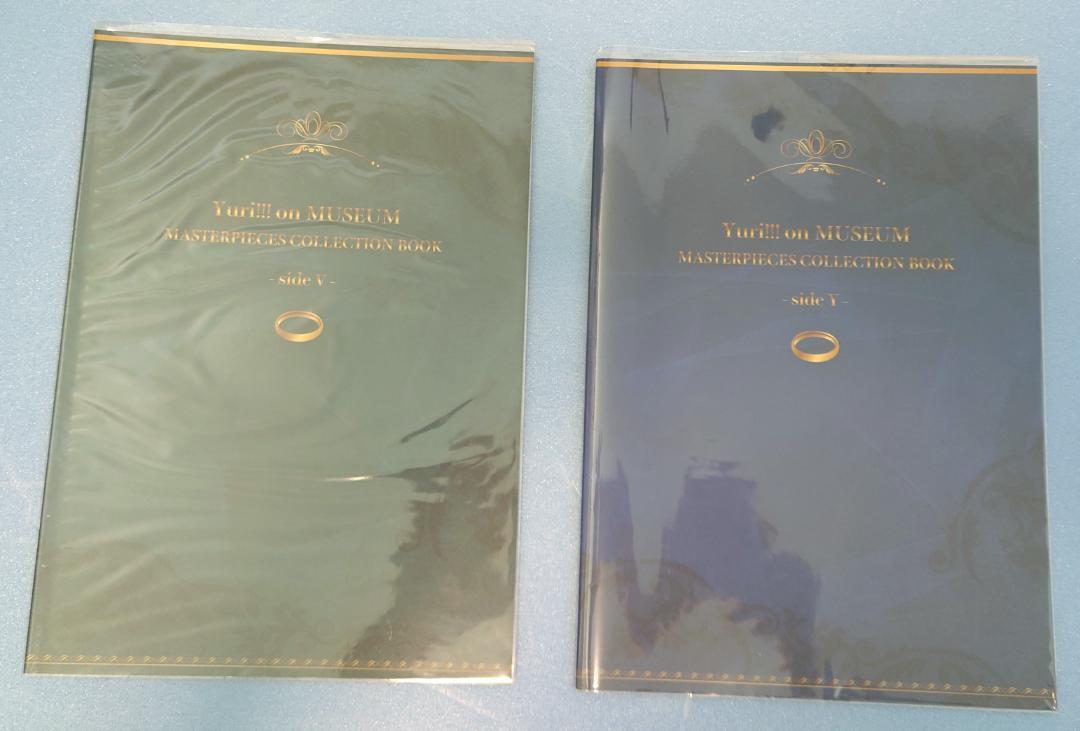 Yuri!!! on MUSEUM
MASTERPIECES COLLECTION BOOK
- side V -
Yuri!!! on MUSEUM
MASTERPIECES COLLECTION BOOK
- side Y -